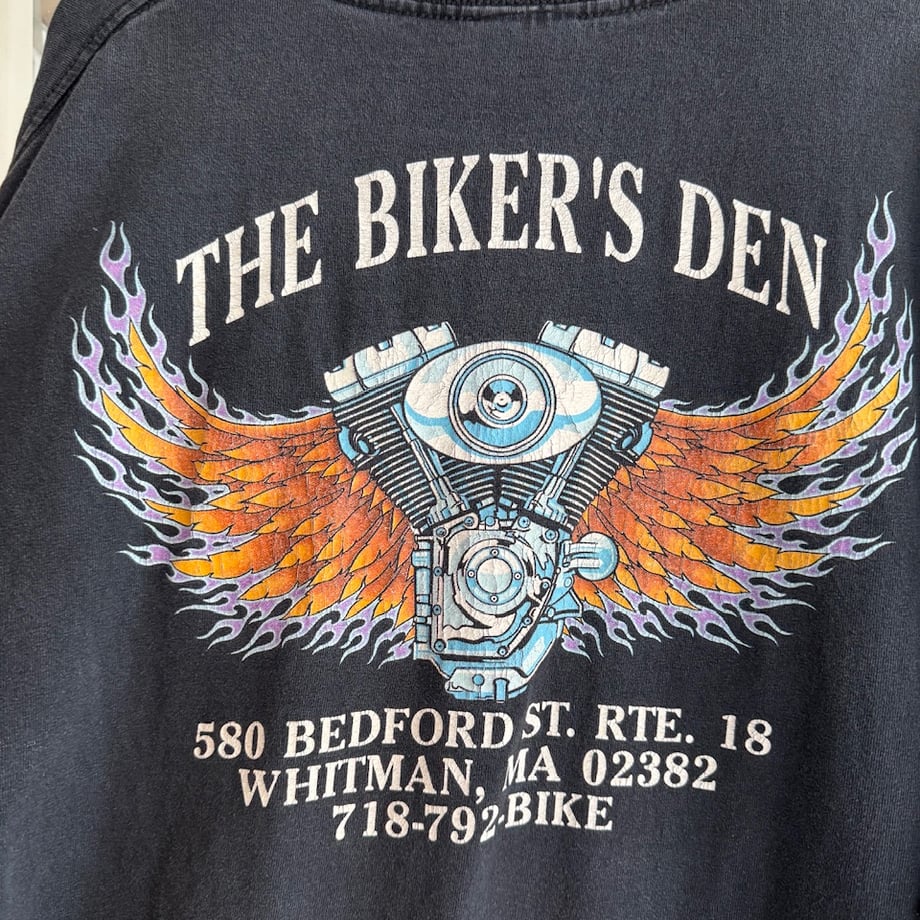 THE BIKER'S DEN
580 BEDFORD ST. RTE. 18
WHITMAN, MA 02382
718-792-BIKE